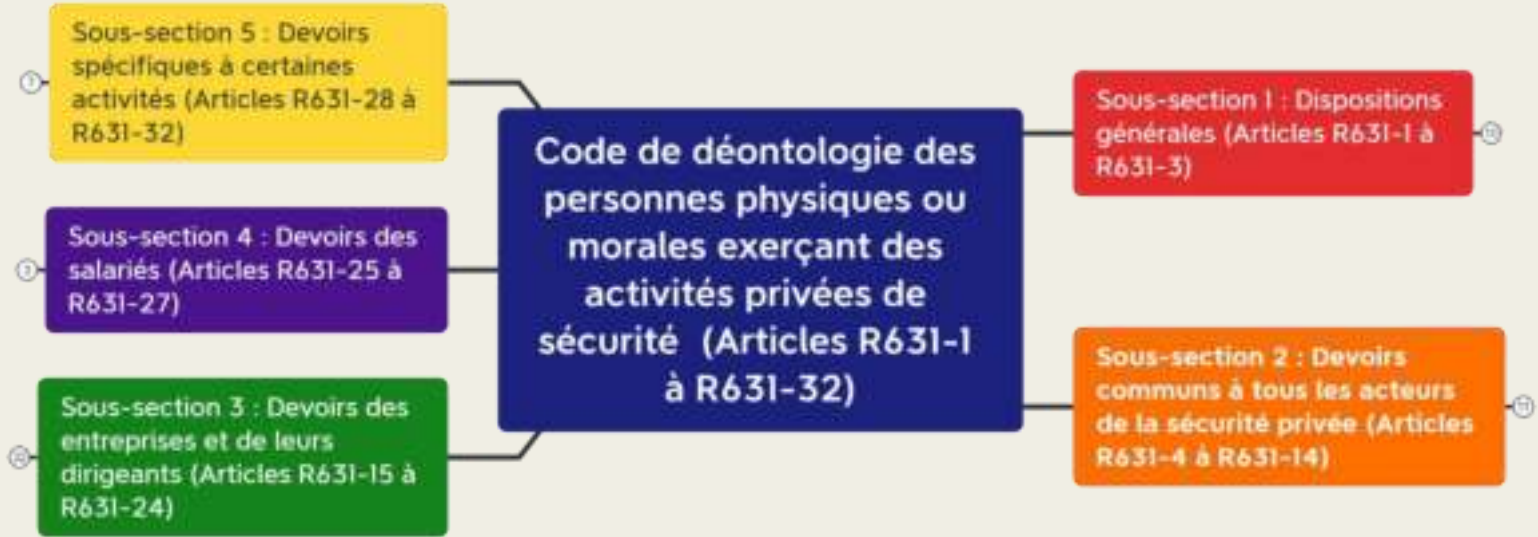 Code de déontologie des
personnes physiques ou
morales exerçant des
activités privées de
sécurité (Articles R631-1
à R631-32)
Sous-section 1 : Dispositions
générales (Articles R631-1 à
R631-3)
Sous-section 2 : Devoirs
communs à tous les acteurs
de la sécurité privée (Articles
R631-4 à R631-14)
Sous-section 3 : Devoirs des
entreprises et de leurs
dirigeants (Articles R631-15 à
R631-24)
Sous-section 4 : Devoirs des
salariés (Articles R631-25 à
R631-27)
Sous-section 5 : Devoirs
spécifiques à certaines
activités (Articles R631-28 à
R631-32)